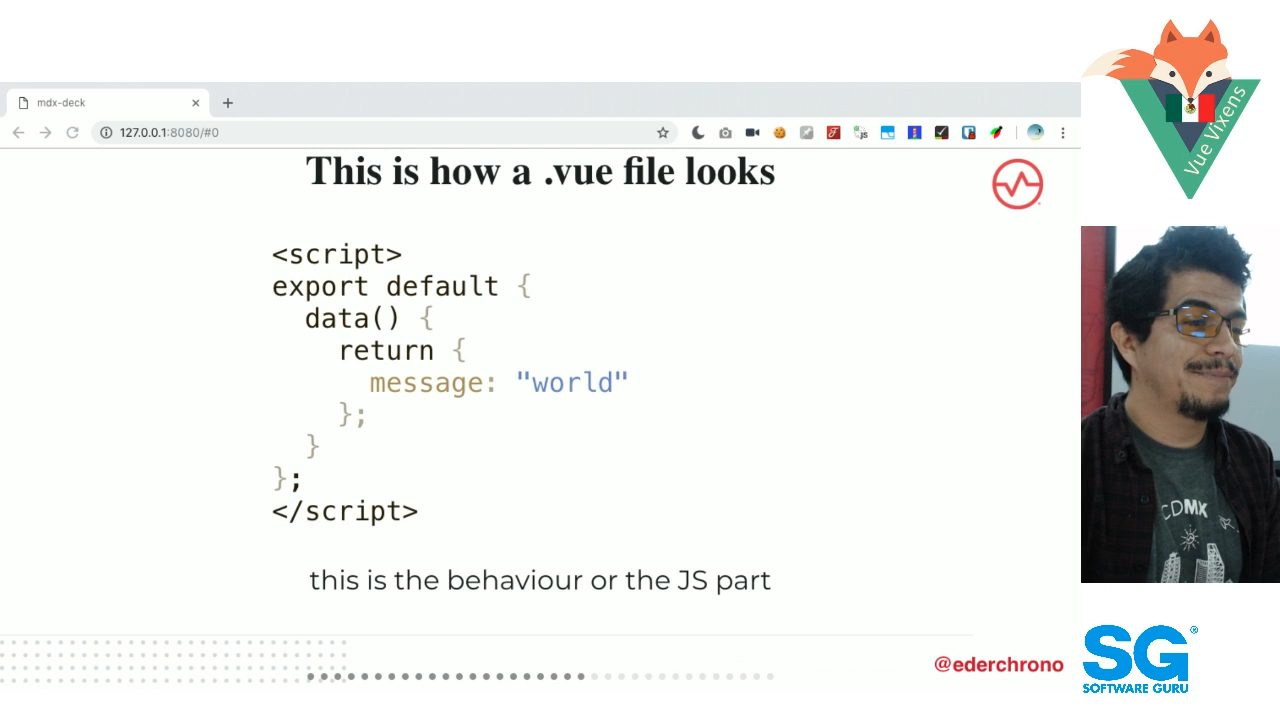 mdx-deck
127.0.0.1:8080/#0
This is how a .vue file looks
<script>
export default {
data() {
return {
message: "world"
};
}
};
</script>
this is the behaviour or the JS part
@ederchrono
Vue Vixens
CDMX
SG
®
SOFTWARE GURU